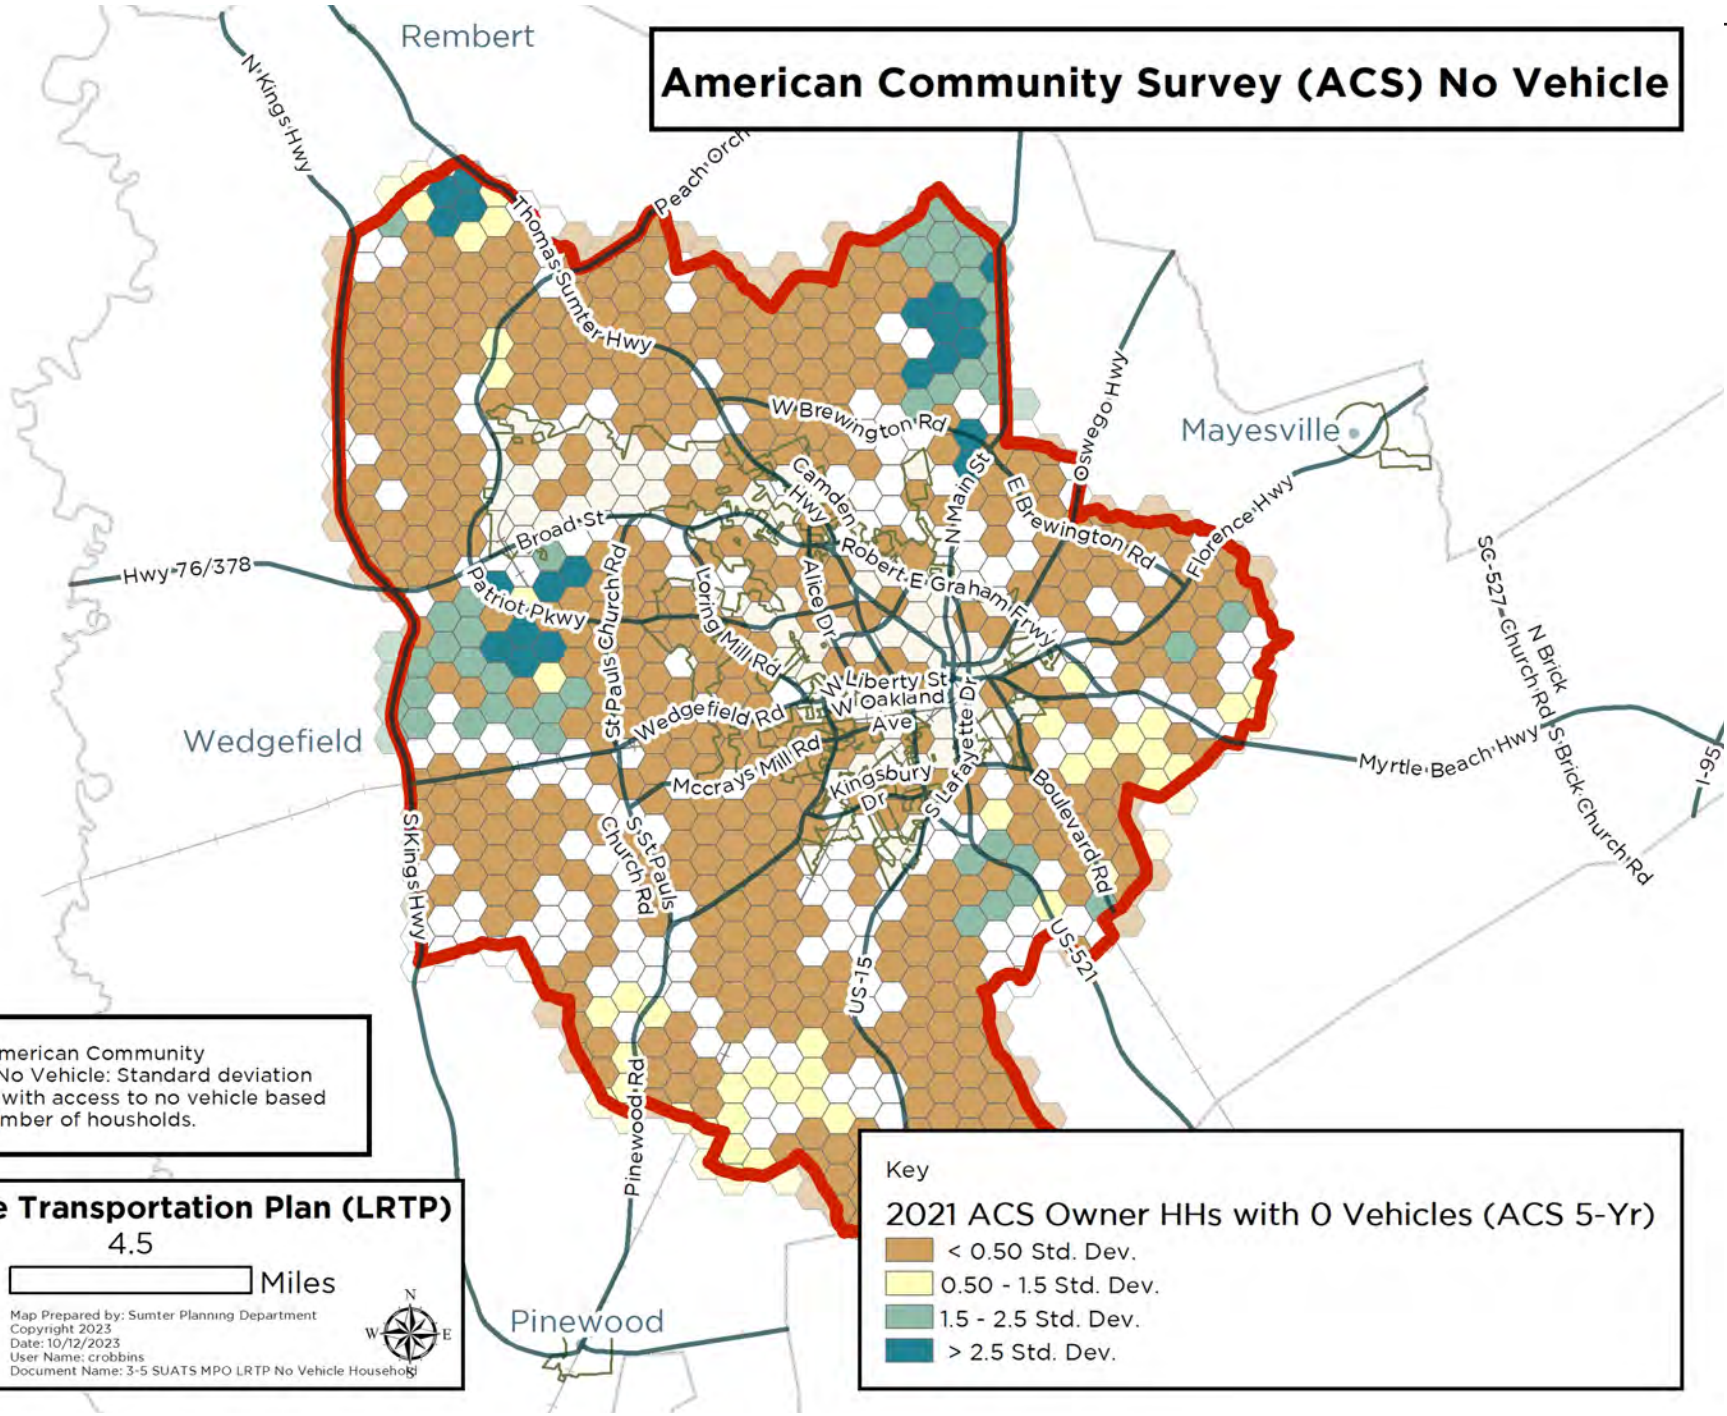 Rembert
American Community Survey (ACS) No Vehicle
N Kings Hwy
Peach Orch
Thomas Sumter Hwy
Oswego Hwy
W Brewington Rd
Mayesville
Camden
Hwy
N Main St
E Brewington Rd
Florence Hwy
Broad St
Hwy 76/378
Patriot Pkwy
St Pauls Church Rd
Loring Mill Rd
Alice Dr
Robert E Graham Frwy
SC-527-Church Rd
N Brick
S Brick Church Rd
W Liberty St
W Oakland
Ave
Wedgefield Rd
Wedgefield
Mccrays Mill Rd
Kingsbury
Dr
S Lafayette Dr
Boulevard Rd
Myrtle Beach Hwy
I-95
S Kings Hwy
S St Pauls
Church Rd
US-15
US-521
Pinewood Rd
merican Community
No Vehicle: Standard deviation
with access to no vehicle based
mber of housholds.
e Transportation Plan (LRTP)
4.5
Miles
Map Prepared by: Sumter Planning Department
Copyright 2023
Date: 10/12/2023
User Name: crobbins
Document Name: 3-5 SUATS MPO LRTP No Vehicle Household
N
W E
S
Pinewood
Key
2021 ACS Owner HHs with 0 Vehicles (ACS 5-Yr)
< 0.50 Std. Dev.
0.50 - 1.5 Std. Dev.
1.5 - 2.5 Std. Dev.
> 2.5 Std. Dev.